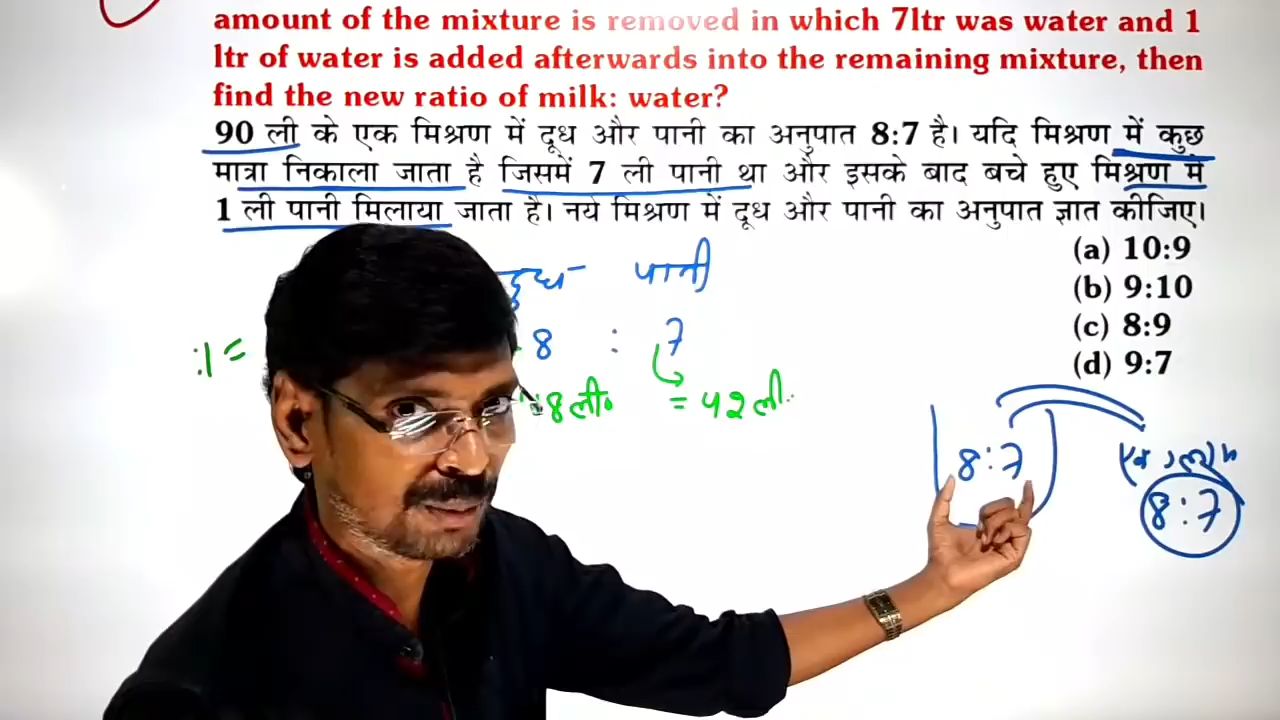 amount of the mixture is removed in which 7ltr was water and 1
ltr of water is added afterwards into the remaining mixture, then
find the new ratio of milk: water?
90 ली के एक मिश्रण में दूध और पानी का अनुपात 8:7 है। यदि मिश्रण में कुछ
मात्रा निकाला जाता है जिसमें 7 ली पानी था और इसके बाद बचे हुए मिश्रण में
1 ली पानी मिलाया जाता है। नये मिश्रण में दूध और पानी का अनुपात ज्ञात कीजिए।
(a) 10:9
(b) 9:10
(c) 8:9
(d) 9:7
दुध पानी
8 : 7
8ली० = 42 ली.
8:7
8:7